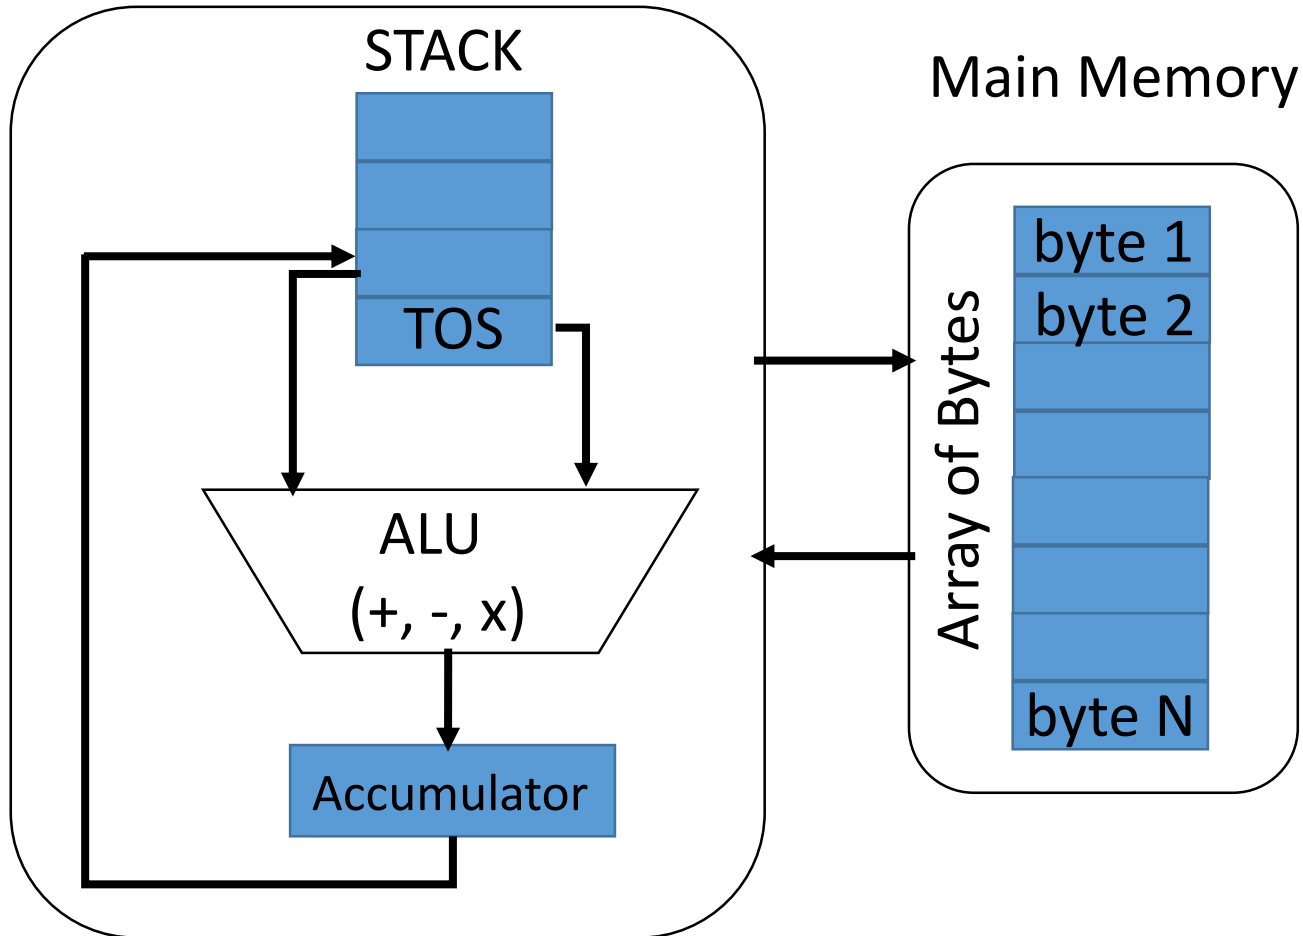 STACK
TOS
ALU
(+, -, x)
Accumulator
Main Memory
Array of Bytes
byte 1
byte 2
byte N